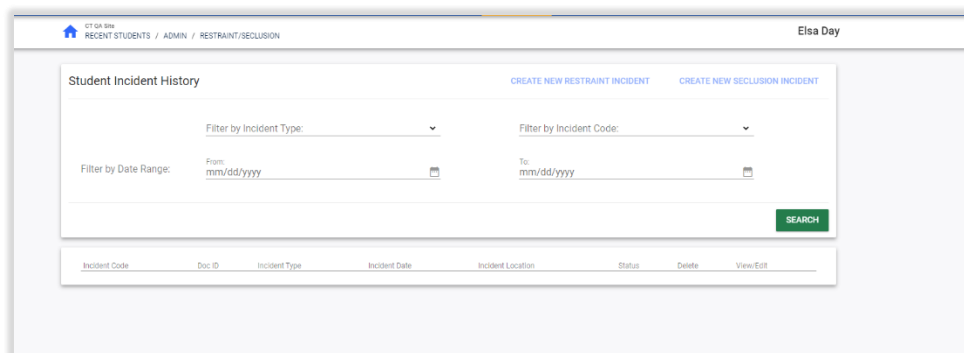 CT QA Site
RECENT STUDENTS / ADMIN / RESTRAINT/SECLUSION
Elsa Day
Student Incident History
CREATE NEW RESTRAINT INCIDENT
CREATE NEW SECLUSION INCIDENT
Filter by Incident Type:
Filter by Incident Code:
Filter by Date Range:
From:
mm/dd/yyyy
To:
mm/dd/yyyy
SEARCH
Incident Code Doc ID Incident Type Incident Date Incident Location Status Delete View/Edit